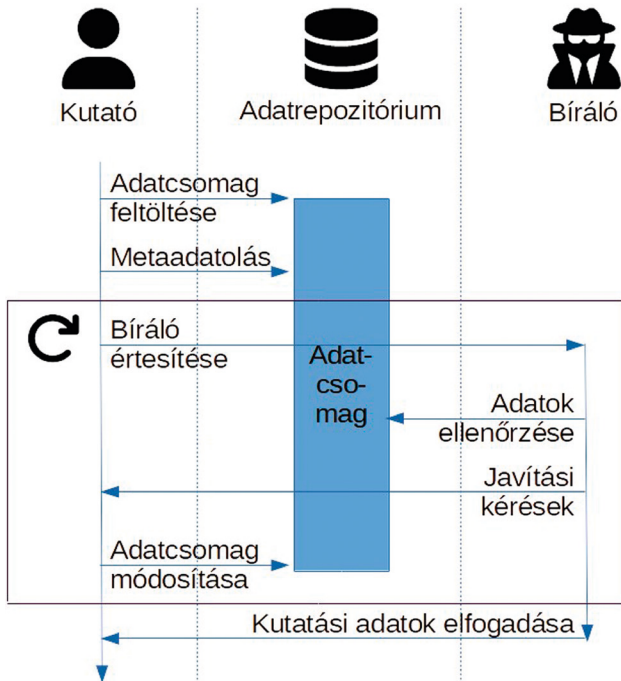 Kutató
Adatrepozitórium
Bíráló
Adatcsomag
feltöltése
Metaadatolás
Bíráló
értesítése
Adat-
cso-
mag
Adatok
ellenőrzése
Javítási
kérések
Adatcsomag
módosítása
Kutatási adatok elfogadása